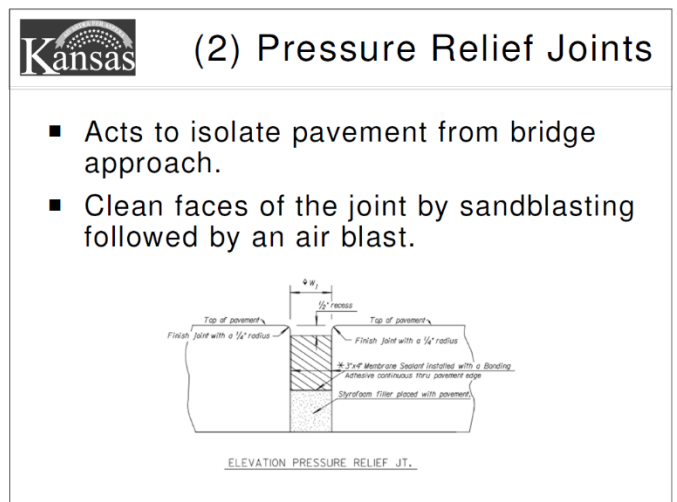 Kansas
(2) Pressure Relief Joints
■ Acts to isolate pavement from bridge
approach.
■ Clean faces of the joint by sandblasting
followed by an air blast.
W₁
½" recess
Top of pavement
Top of pavement
Finish joint with a ¼" radius
Finish joint with a ¼" radius
* 3"x4" Membrane Sealant installed with a Bonding
Adhesive continuous thru pavement edge
Styrofoam filler placed with pavement
ELEVATION PRESSURE RELIEF JT.